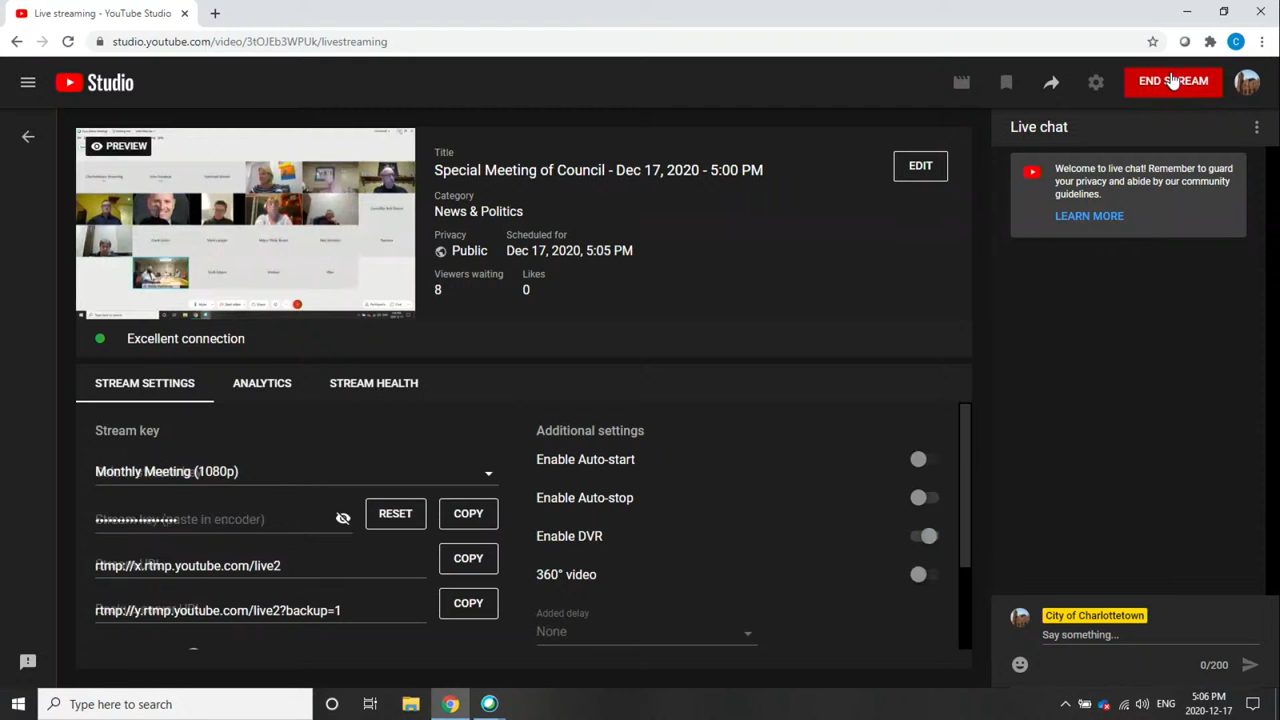 Live streaming - YouTube Studio
studio.youtube.com/video/3tOJEb3WPUk/livestreaming
C
Studio
END STREAM
PREVIEW
Title
Special Meeting of Council - Dec 17, 2020 - 5:00 PM
EDIT
Category
News & Politics
Privacy
Scheduled for
Public
Dec 17, 2020, 5:05 PM
Viewers waiting
Likes
8
0
Excellent connection
Live chat
Welcome to live chat! Remember to guard
your privacy and abide by our community
guidelines.
LEARN MORE
STREAM SETTINGS
ANALYTICS
STREAM HEALTH
Stream key
Monthly Meeting (1080p)
Stream key (paste in encoder)
RESET
COPY
rtmp://x.rtmp.youtube.com/live2
COPY
rtmp://y.rtmp.youtube.com/live2?backup=1
COPY
Additional settings
Enable Auto-start
Enable Auto-stop
Enable DVR
360° video
Added delay
None
City of Charlottetown
Say something...
0/200
Type here to search
ENG
5:06 PM
2020-12-17